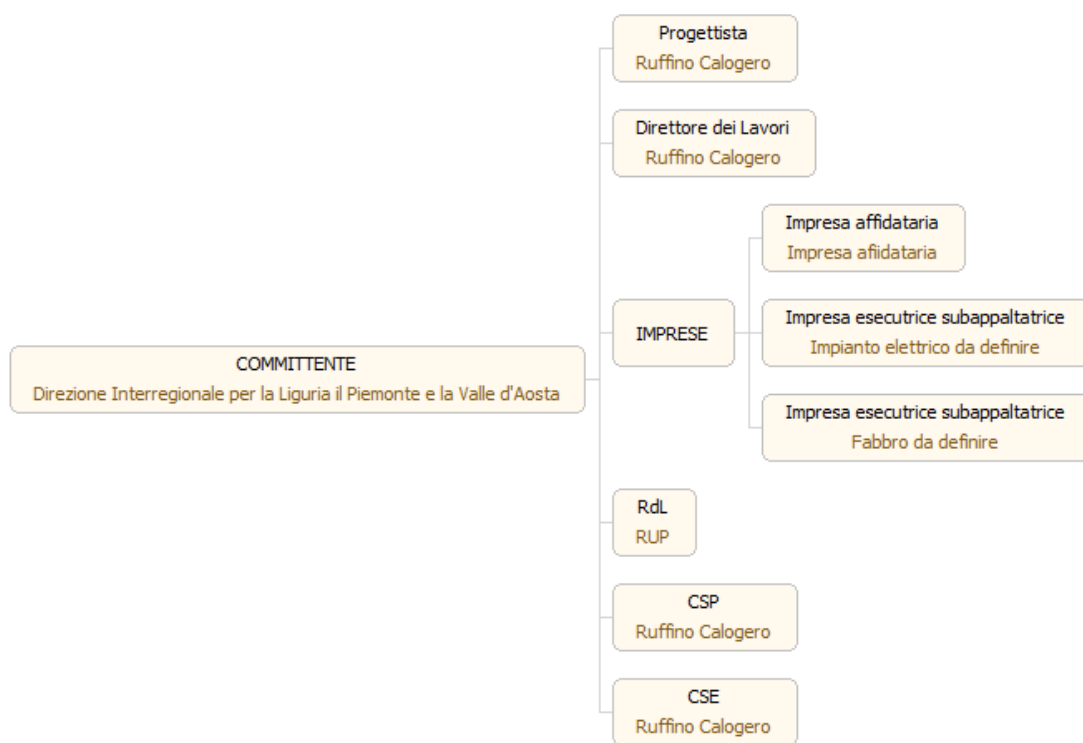 Progettista
Ruffino Calogero
Direttore dei Lavori
Ruffino Calogero
Impresa affidataria
Impresa afiidataria
IMPRESE
Impresa esecutrice subappaltatrice
Impianto elettrico da definire
COMMITTENTE
Direzione Interregionale per la Liguria il Piemonte e la Valle d'Aosta
Impresa esecutrice subappaltatrice
Fabbro da definire
RdL
RUP
CSP
Ruffino Calogero
CSE
Ruffino Calogero